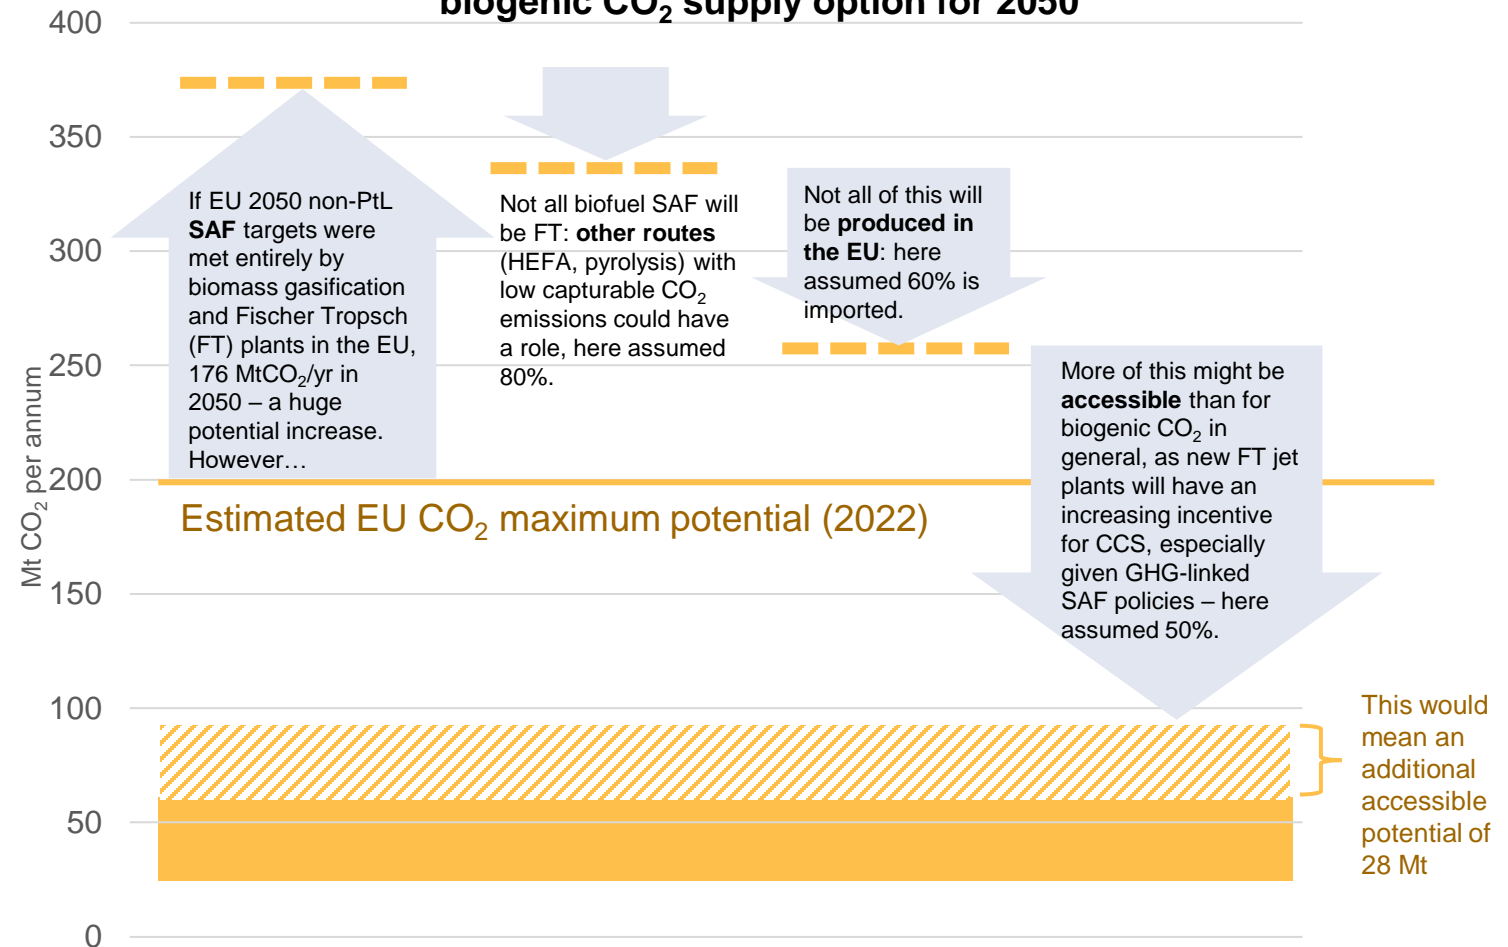 biogenic CO₂ supply option for 2050
400
350
300
250
200
150
100
50
0
Mt CO₂ per annum
If EU 2050 non-PtL
SAF targets were
met entirely by
biomass gasification
and Fischer Tropsch
(FT) plants in the EU,
176 MtCO₂/yr in
2050 – a huge
potential increase.
However…
Not all biofuel SAF will
be FT: other routes
(HEFA, pyrolysis) with
low capturable CO₂
emissions could have
a role, here assumed
80%.
Not all of this will
be produced in
the EU: here
assumed 60% is
imported.
More of this might be
accessible than for
biogenic CO₂ in
general, as new FT jet
plants will have an
increasing incentive
for CCS, especially
given GHG-linked
SAF policies – here
assumed 50%.
Estimated EU CO₂ maximum potential (2022)
This would
mean an
additional
accessible
potential of
28 Mt